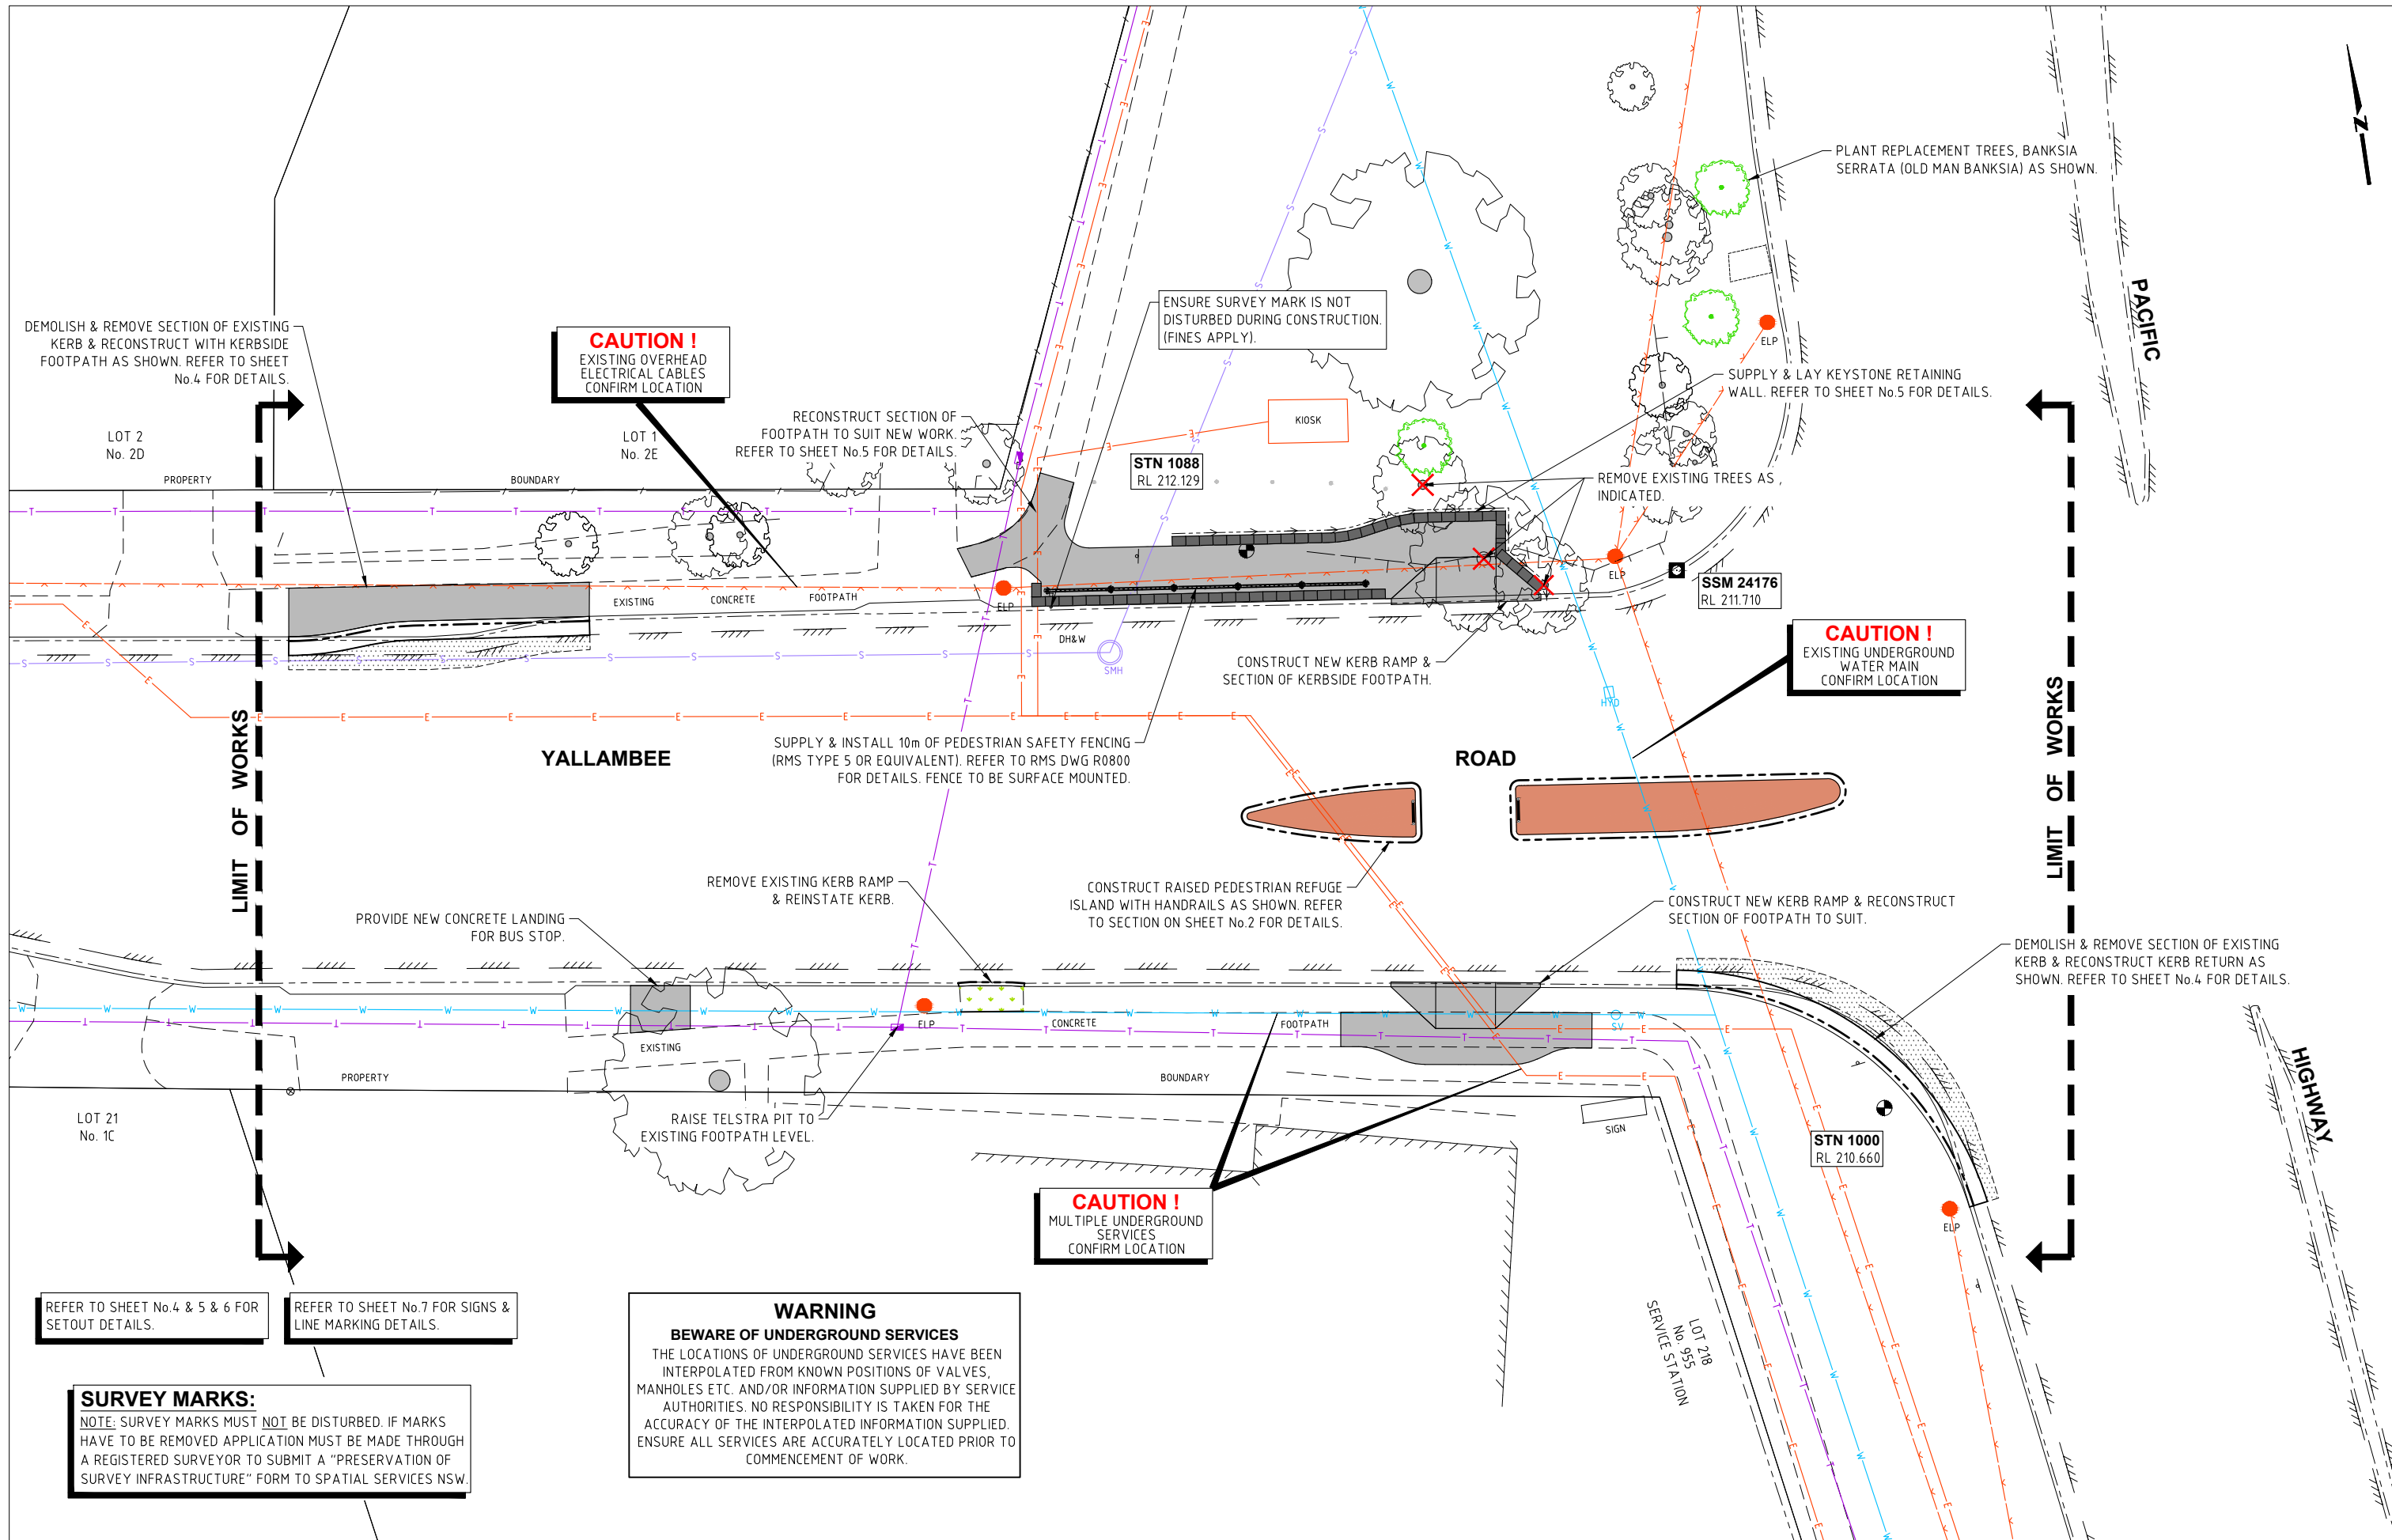 PLANT REPLACEMENT TREES, BANKSIA
SERRATA (OLD MAN BANKSIA) AS SHOWN.
N
PACIFIC
ENSURE SURVEY MARK IS NOT
DISTURBED DURING CONSTRUCTION.
(FINES APPLY).
DEMOLISH & REMOVE SECTION OF EXISTING
KERB & RECONSTRUCT WITH KERBSIDE
FOOTPATH AS SHOWN. REFER TO SHEET
No.4 FOR DETAILS.
CAUTION !
EXISTING OVERHEAD
ELECTRICAL CABLES
CONFIRM LOCATION
ELP
SUPPLY & LAY KEYSTONE RETAINING
WALL. REFER TO SHEET No.5 FOR DETAILS.
RECONSTRUCT SECTION OF
FOOTPATH TO SUIT NEW WORK.
REFER TO SHEET No.5 FOR DETAILS.
KIOSK
LOT 2
No. 2D
LOT 1
No. 2E
STN 1088
RL 212.129
REMOVE EXISTING TREES AS
INDICATED.
PROPERTY
BOUNDARY
ELP
SSM 24176
RL 211.710
EXISTING
CONCRETE
FOOTPATH
ELP
DH&W
SMH
CONSTRUCT NEW KERB RAMP &
SECTION OF KERBSIDE FOOTPATH.
CAUTION !
EXISTING UNDERGROUND
WATER MAIN
CONFIRM LOCATION
HYD
LIMIT OF WORKS
LIMIT OF WORKS
YALLAMBEE
ROAD
SUPPLY & INSTALL 10m OF PEDESTRIAN SAFETY FENCING
(RMS TYPE 5 OR EQUIVALENT). REFER TO RMS DWG R0800
FOR DETAILS. FENCE TO BE SURFACE MOUNTED.
REMOVE EXISTING KERB RAMP
& REINSTATE KERB.
CONSTRUCT RAISED PEDESTRIAN REFUGE
ISLAND WITH HANDRAILS AS SHOWN. REFER
TO SECTION ON SHEET No.2 FOR DETAILS.
CONSTRUCT NEW KERB RAMP & RECONSTRUCT
SECTION OF FOOTPATH TO SUIT.
PROVIDE NEW CONCRETE LANDING
FOR BUS STOP.
DEMOLISH & REMOVE SECTION OF EXISTING
KERB & RECONSTRUCT KERB RETURN AS
SHOWN. REFER TO SHEET No.4 FOR DETAILS.
ELP
CONCRETE
FOOTPATH
SV
EXISTING
PROPERTY
BOUNDARY
HIGHWAY
LOT 21
No. 1C
RAISE TELSTRA PIT TO
EXISTING FOOTPATH LEVEL.
SIGN
STN 1000
RL 210.660
ELP
CAUTION !
MULTIPLE UNDERGROUND
SERVICES
CONFIRM LOCATION
REFER TO SHEET No.4 & 5 & 6 FOR
SETOUT DETAILS.
REFER TO SHEET No.7 FOR SIGNS &
LINE MARKING DETAILS.
LOT 218
No. 955
SERVICE STATION
WARNING
BEWARE OF UNDERGROUND SERVICES
THE LOCATIONS OF UNDERGROUND SERVICES HAVE BEEN
INTERPOLATED FROM KNOWN POSITIONS OF VALVES,
MANHOLES ETC. AND/OR INFORMATION SUPPLIED BY SERVICE
AUTHORITIES. NO RESPONSIBILITY IS TAKEN FOR THE
ACCURACY OF THE INTERPOLATED INFORMATION SUPPLIED.
ENSURE ALL SERVICES ARE ACCURATELY LOCATED PRIOR TO
COMMENCEMENT OF WORK.
SURVEY MARKS:
NOTE: SURVEY MARKS MUST NOT BE DISTURBED. IF MARKS
HAVE TO BE REMOVED APPLICATION MUST BE MADE THROUGH
A REGISTERED SURVEYOR TO SUBMIT A "PRESERVATION OF
SURVEY INFRASTRUCTURE" FORM TO SPATIAL SERVICES NSW.